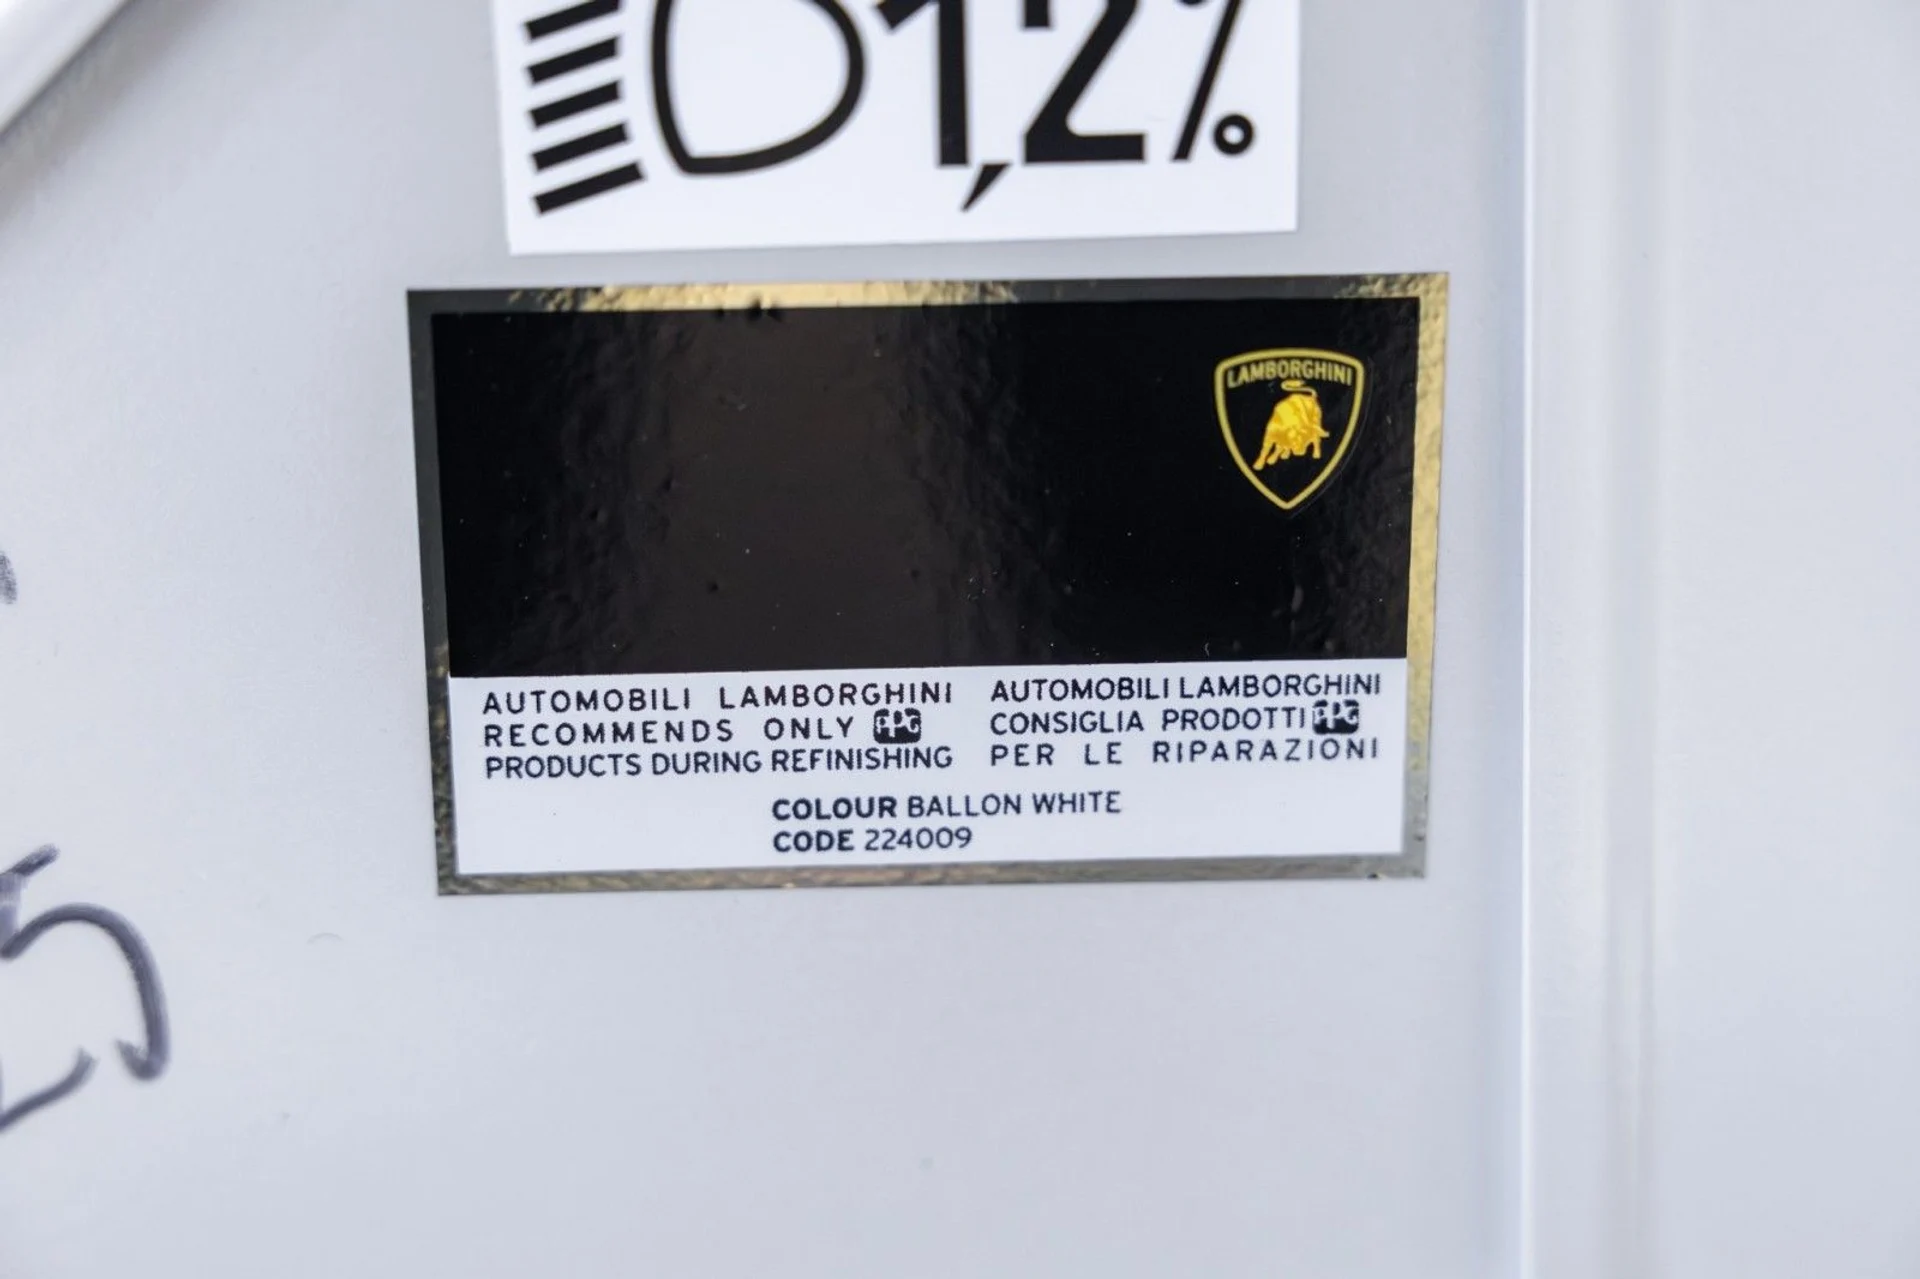 1,2%
LAMBORGHINI
AUTOMOBILI LAMBORGHINI
RECOMMENDS ONLY PPG
PRODUCTS DURING REFINISHING
AUTOMOBILI LAMBORGHINI
CONSIGLIA PRODOTTI PPG
PER LE RIPARAZIONI
COLOUR BALLON WHITE
CODE 224009